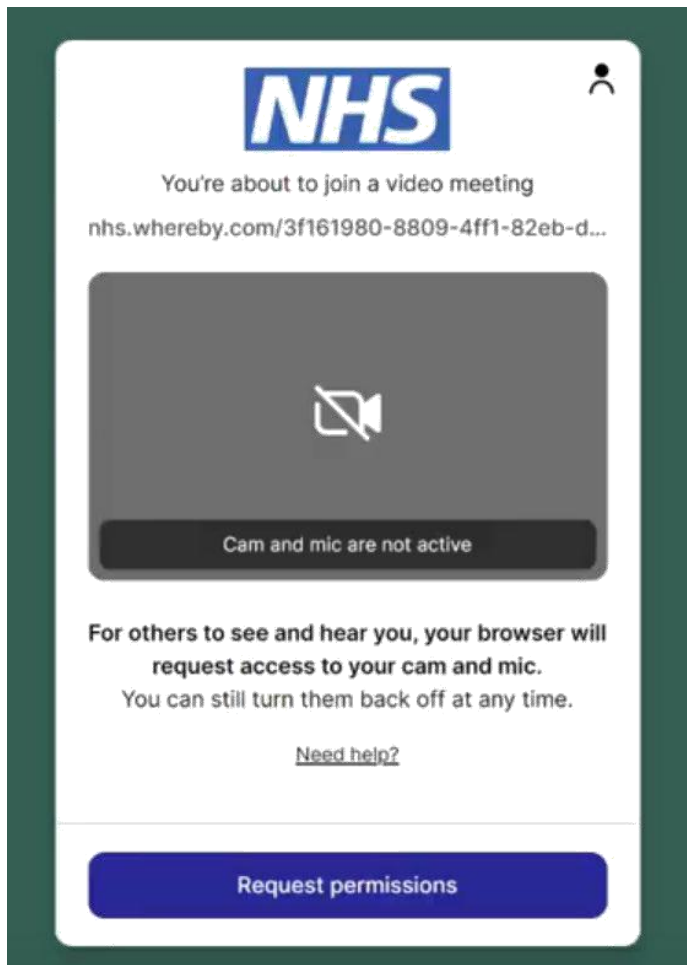 NHS
You're about to join a video meeting
nhs.whereby.com/3f161980-8809-4ff1-82eb-d...
Cam and mic are not active
For others to see and hear you, your browser will
request access to your cam and mic.
You can still turn them back off at any time.
Need help?
Request permissions